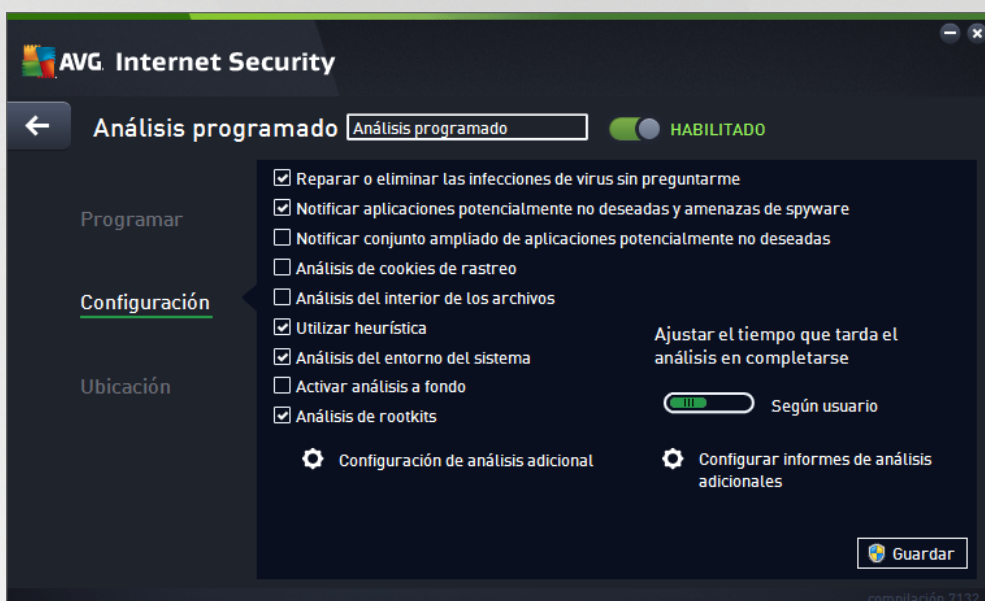 AVG. Internet Security
Análisis programado
Análisis programado
HABILITADO
Programar
Configuración
Ubicación
Reparar o eliminar las infecciones de virus sin preguntarme
Notificar aplicaciones potencialmente no deseadas y amenazas de spyware
Notificar conjunto ampliado de aplicaciones potencialmente no deseadas
Análisis de cookies de rastreo
Análisis del interior de los archivos
Utilizar heurística
Análisis del entorno del sistema
Activar análisis a fondo
Análisis de rootkits
Ajustar el tiempo que tarda el
análisis en completarse
Según usuario
Configuración de análisis adicional
Configurar informes de análisis
adicionales
Guardar
compilación 7132